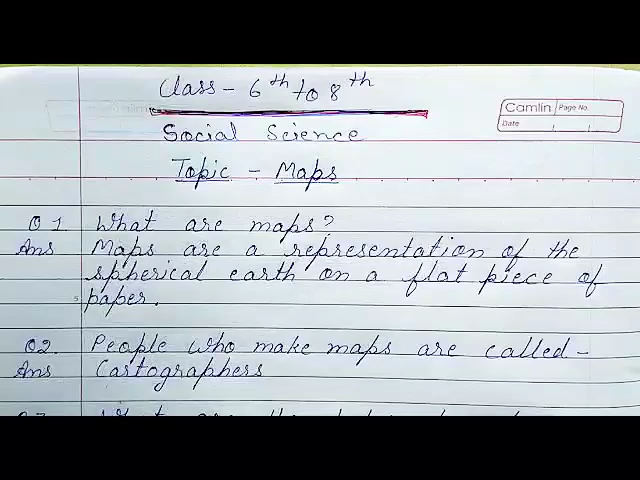 Class - 6th to 8th
Camlin Page No.
Date
Social Science
Topic - Maps
Q 1 What are maps?
Ans Maps are a representation of the
spherical earth on a flat piece of
paper.
Q2. People who make maps are called -
Ans Cartographers